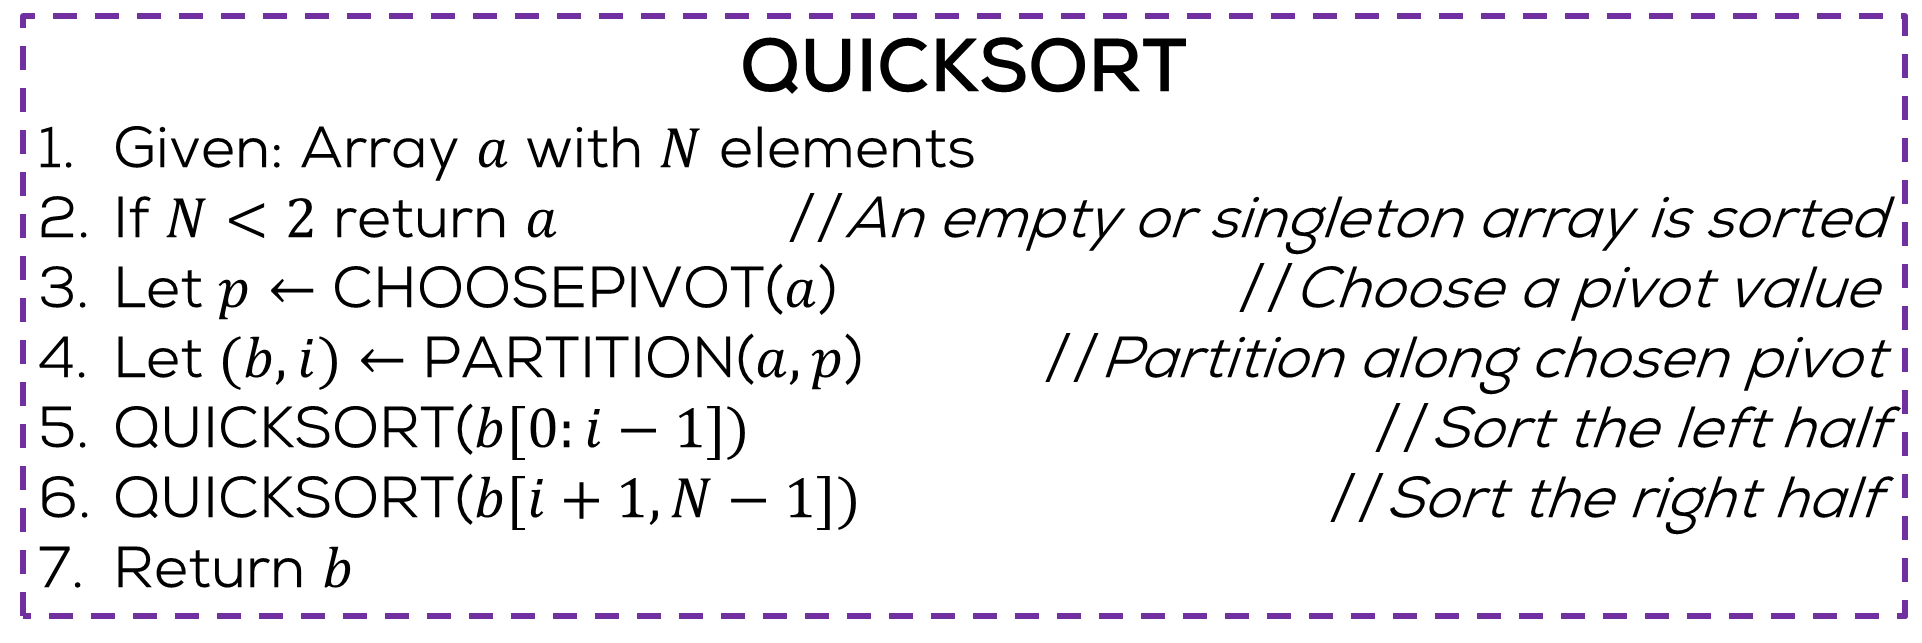 QUICKSORT
1. Given: Array a with N elements
2. If N < 2 return a //An empty or singleton array is sorted
3. Let p ← CHOOSEPIVOT(a) //Choose a pivot value
4. Let (b, i) ← PARTITION(a, p) //Partition along chosen pivot
5. QUICKSORT(b[0: i − 1]) //Sort the left half
6. QUICKSORT(b[i + 1, N − 1]) //Sort the right half
7. Return b